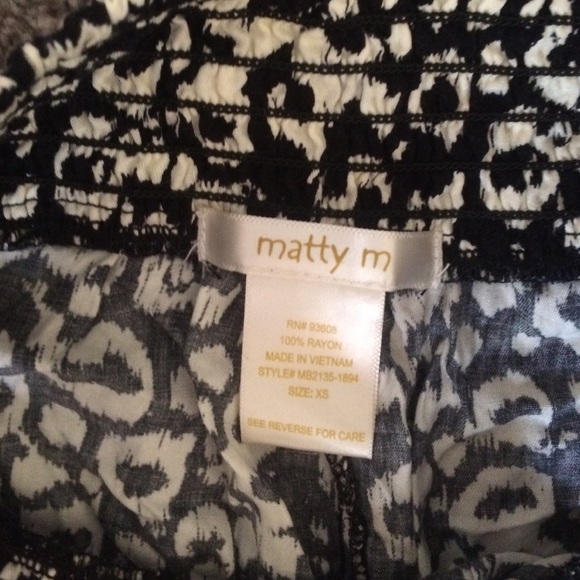 matty m
RN# 93608
100% RAYON
MADE IN VIETNAM
STYLE# MB2135-1894
SIZE: XS
SEE REVERSE FOR CARE